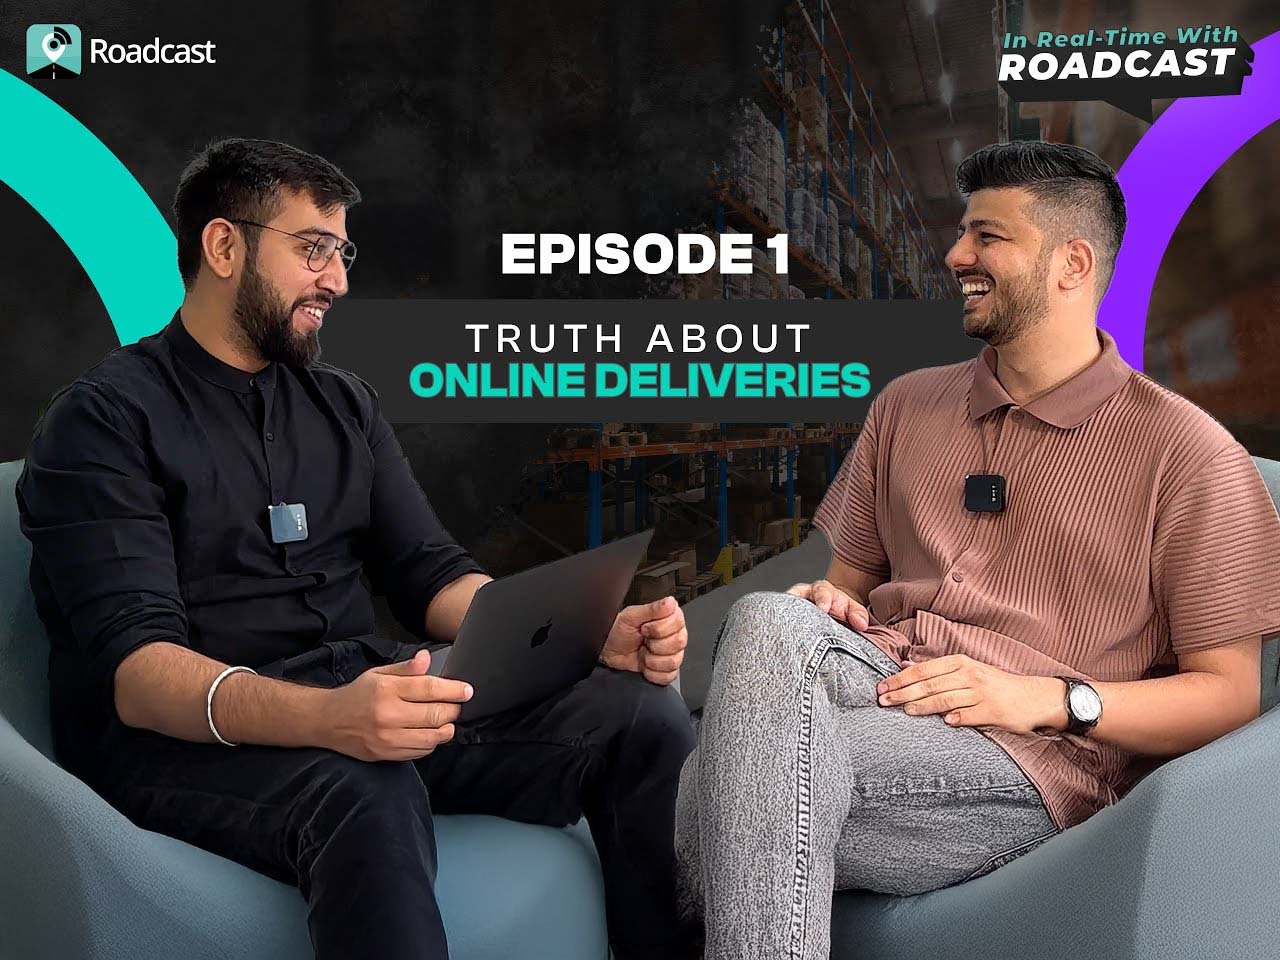 Roadcast
In Real-Time With
ROADCAST
EPISODE 1
TRUTH ABOUT
ONLINE DELIVERIES